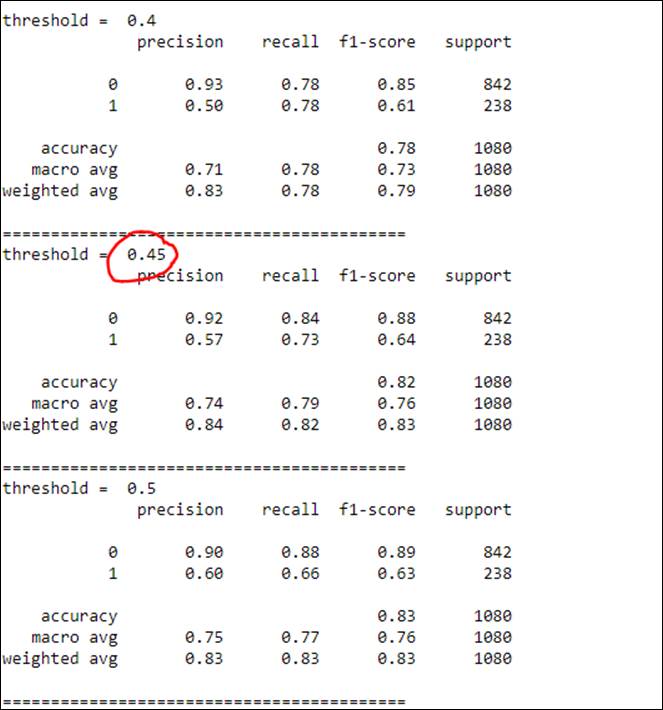 threshold =  0.4
precision    recall  f1-score   support
0       0.93      0.78      0.85       842
1       0.50      0.78      0.61       238
accuracy                           0.78      1080
macro avg       0.71      0.78      0.73      1080
weighted avg       0.83      0.78      0.79      1080
==========================================
threshold =  0.45
precision    recall  f1-score   support
0       0.92      0.84      0.88       842
1       0.57      0.73      0.64       238
accuracy                           0.82      1080
macro avg       0.74      0.79      0.76      1080
weighted avg       0.84      0.82      0.83      1080
==========================================
threshold =  0.5
precision    recall  f1-score   support
0       0.90      0.88      0.89       842
1       0.60      0.66      0.63       238
accuracy                           0.83      1080
macro avg       0.75      0.77      0.76      1080
weighted avg       0.83      0.83      0.83      1080
==========================================